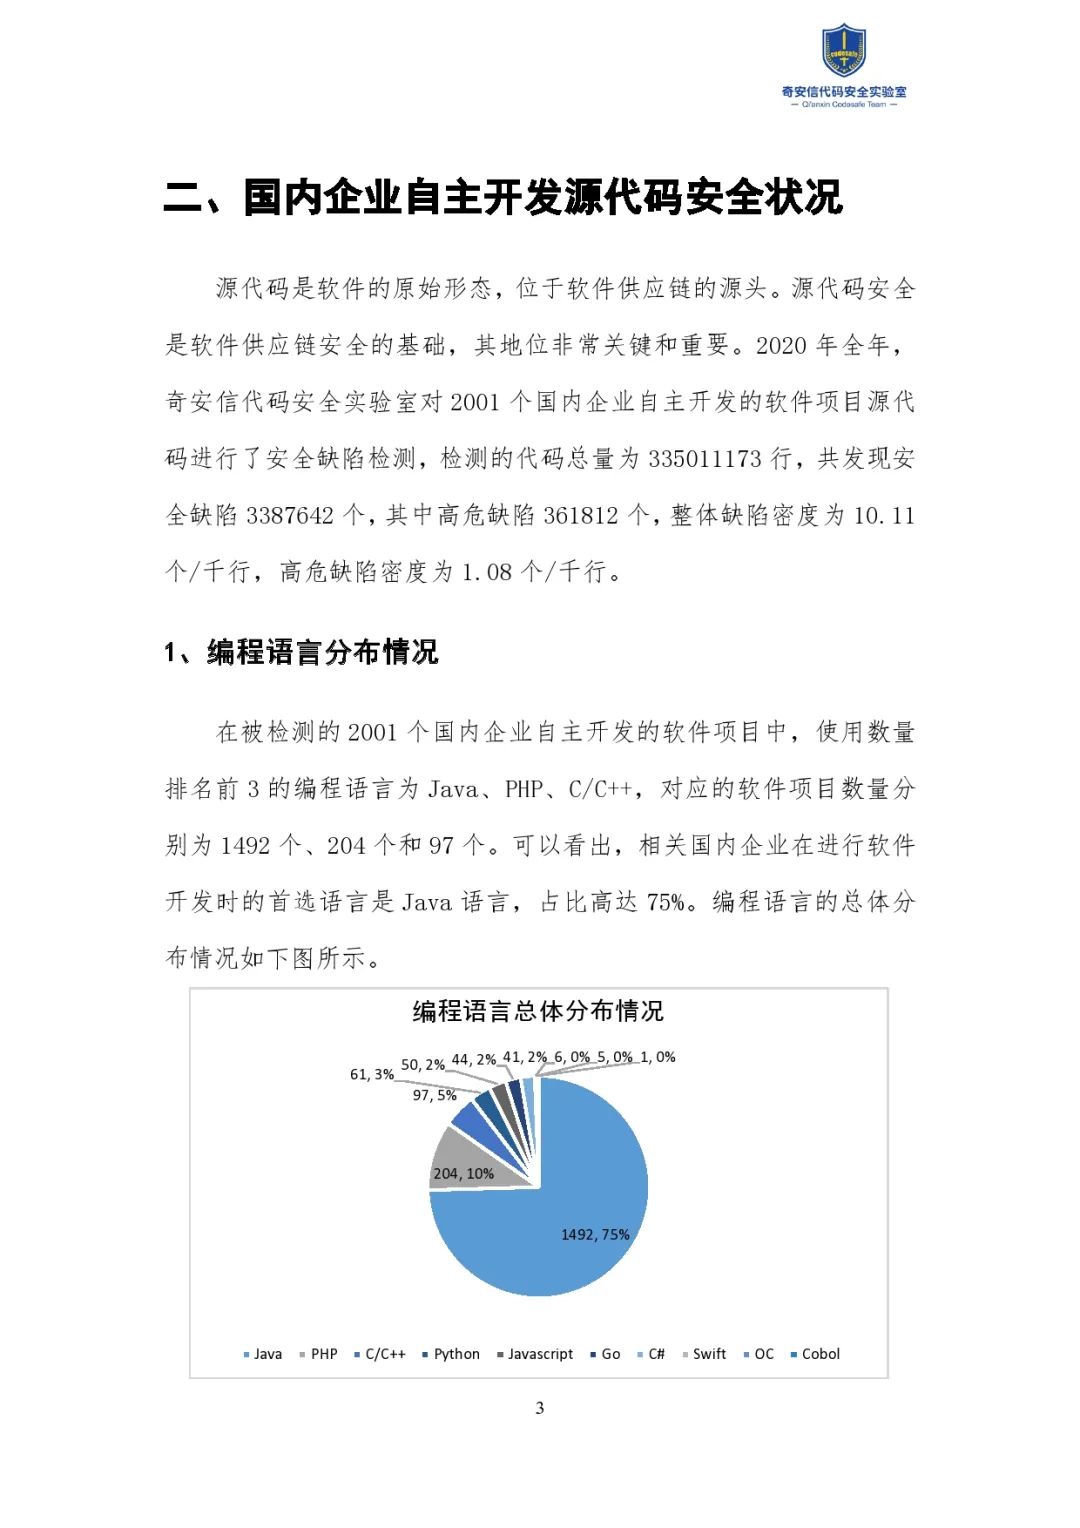 codesafe
奇安信代码安全实验室
— Qi'anxin Codesafe Team —
二、国内企业自主开发源代码安全状况
源代码是软件的原始形态，位于软件供应链的源头。源代码安全
是软件供应链安全的基础，其地位非常关键和重要。2020 年全年，
奇安信代码安全实验室对 2001 个国内企业自主开发的软件项目源代
码进行了安全缺陷检测，检测的代码总量为 335011173 行，共发现安
全缺陷 3387642 个，其中高危缺陷 361812 个，整体缺陷密度为 10.11
个/千行，高危缺陷密度为 1.08 个/千行。
1、编程语言分布情况
在被检测的 2001 个国内企业自主开发的软件项目中，使用数量
排名前 3 的编程语言为 Java、PHP、C/C++，对应的软件项目数量分
别为 1492 个、204 个和 97 个。可以看出，相关国内企业在进行软件
开发时的首选语言是 Java 语言，占比高达 75%。编程语言的总体分
布情况如下图所示。
编程语言总体分布情况
61, 3% 50, 2% 44, 2% 41, 2% 6, 0% 5, 0% 1, 0%
97, 5%
204, 10%
1492, 75%
Java PHP C/C++ Python Javascript Go C# Swift OC Cobol
3